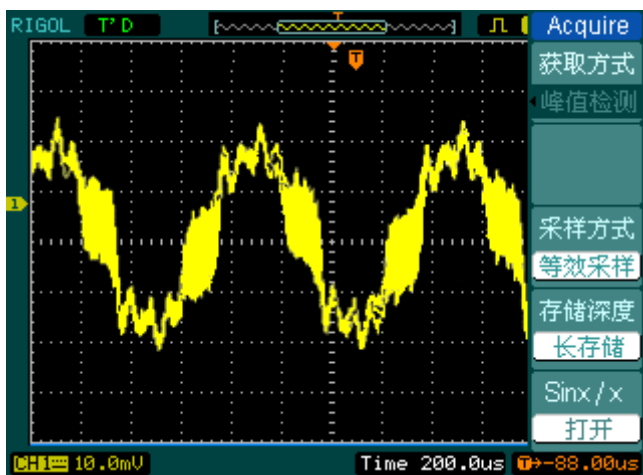 RIGOL T'D Acquire
获取方式
峰值检测
采样方式
等效采样
存储深度
长存储
Sinx/x
打开
T
T
1
CH1 10.0mV Time 200.0us T→-88.00us